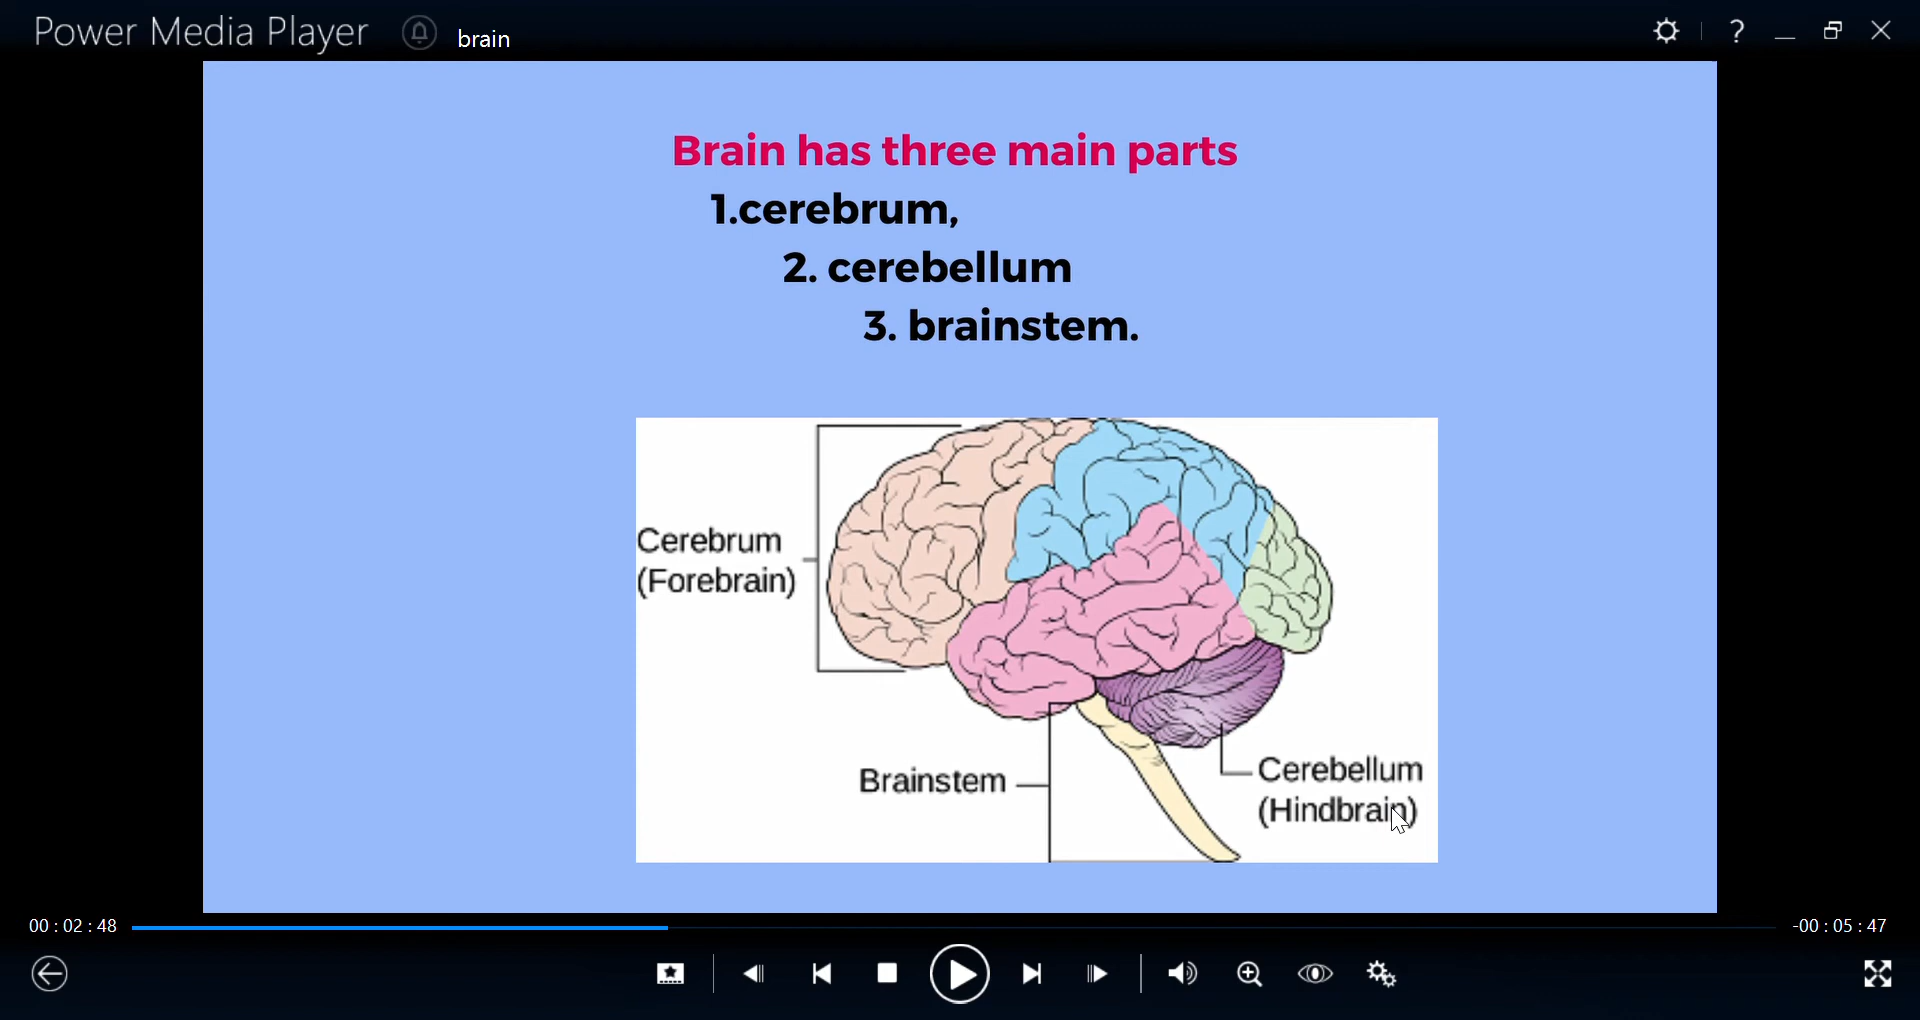 Power Media Player
brain
Brain has three main parts
1.cerebrum,
2. cerebellum
3. brainstem.
Cerebrum
(Forebrain)
Brainstem
Cerebellum
(Hindbrain)
00 : 02 : 48
-00 : 05 : 47